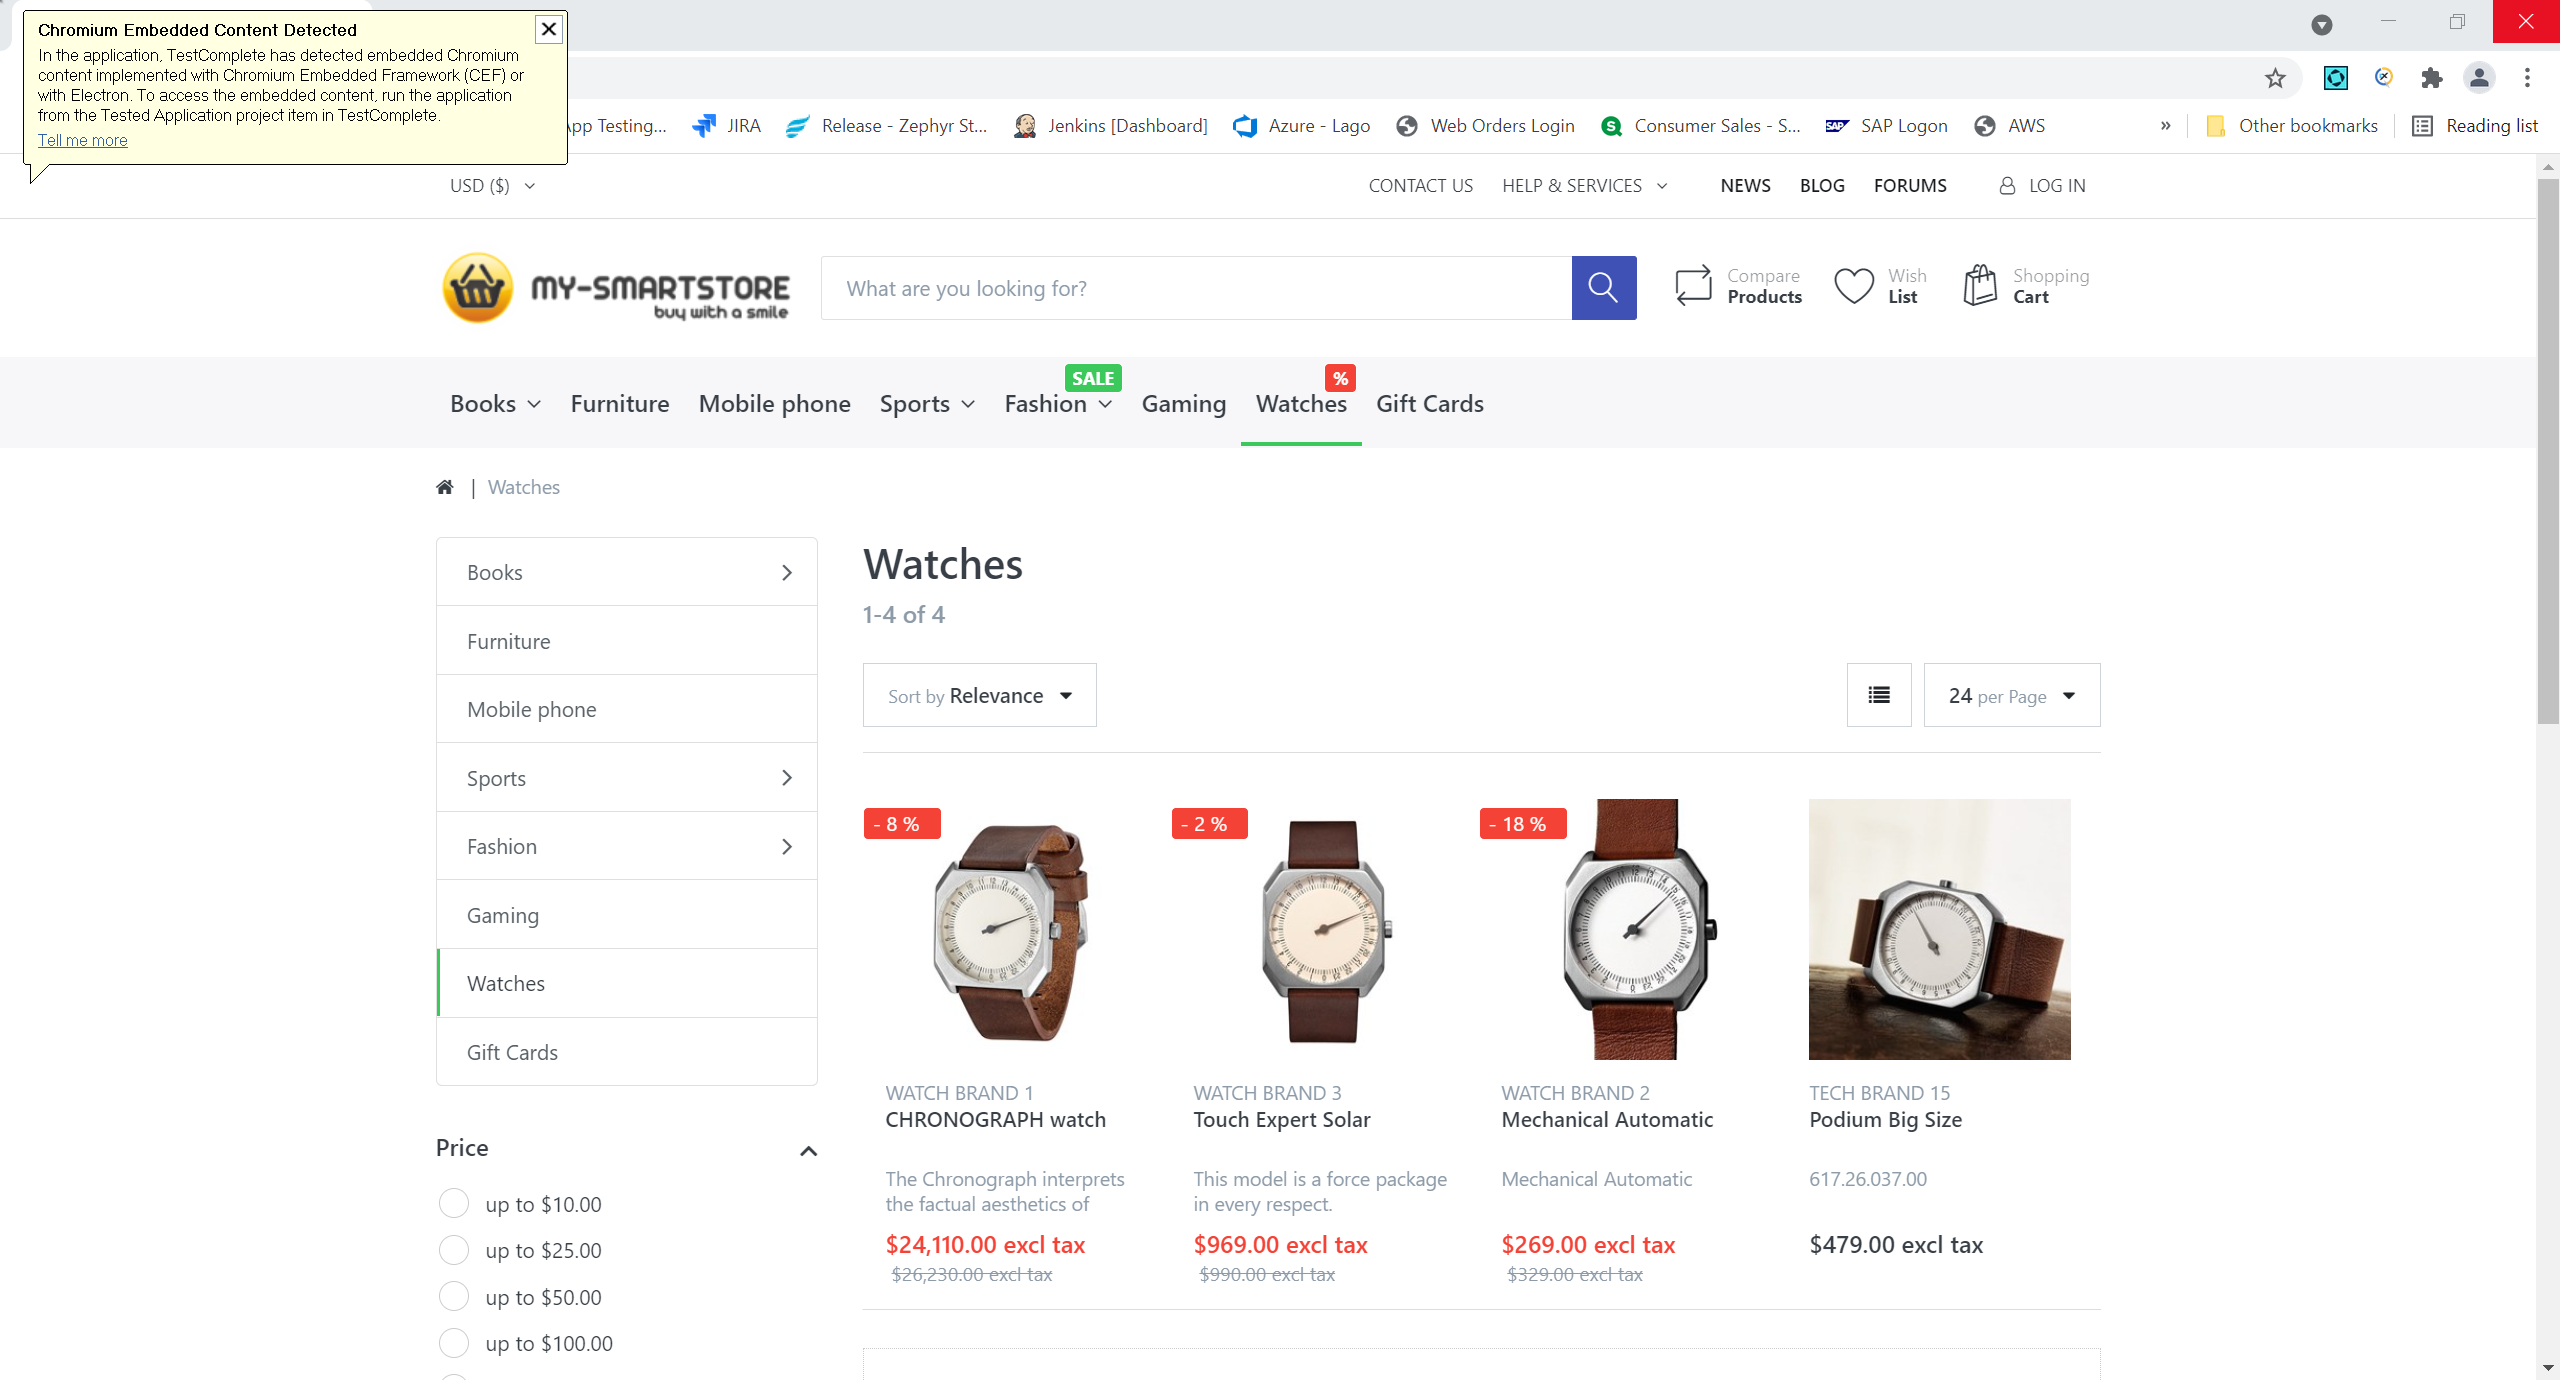 Chromium Embedded Content Detected
In the application, TestComplete has detected embedded Chromium
content implemented with Chromium Embedded Framework (CEF) or
with Electron. To access the embedded content, run the application
from the Tested Application project item in TestComplete.
Tell me more
App Testing... JIRA Release - Zephyr St... Jenkins [Dashboard] Azure - Lago Web Orders Login Consumer Sales - S... SAP SAP Logon AWS » Other bookmarks Reading list
USD ($) CONTACT US HELP & SERVICES NEWS BLOG FORUMS LOG IN
MY-SMARTSTORE
buy with a smile
What are you looking for?
Compare
Products
Wish
List
Shopping
Cart
SALE %
Books Furniture Mobile phone Sports Fashion Gaming Watches Gift Cards
| Watches
Books
Furniture
Mobile phone
Sports
Fashion
Gaming
Watches
Gift Cards
Price
up to $10.00
up to $25.00
up to $50.00
up to $100.00
Watches
1-4 of 4
Sort by Relevance
24 per Page
- 8 %
WATCH BRAND 1
CHRONOGRAPH watch
The Chronograph interprets
the factual aesthetics of
$24,110.00 excl tax
$26,230.00 excl tax
- 2 %
WATCH BRAND 3
Touch Expert Solar
This model is a force package
in every respect.
$969.00 excl tax
$990.00 excl tax
- 18 %
WATCH BRAND 2
Mechanical Automatic
Mechanical Automatic
$269.00 excl tax
$329.00 excl tax
TECH BRAND 15
Podium Big Size
617.26.037.00
$479.00 excl tax